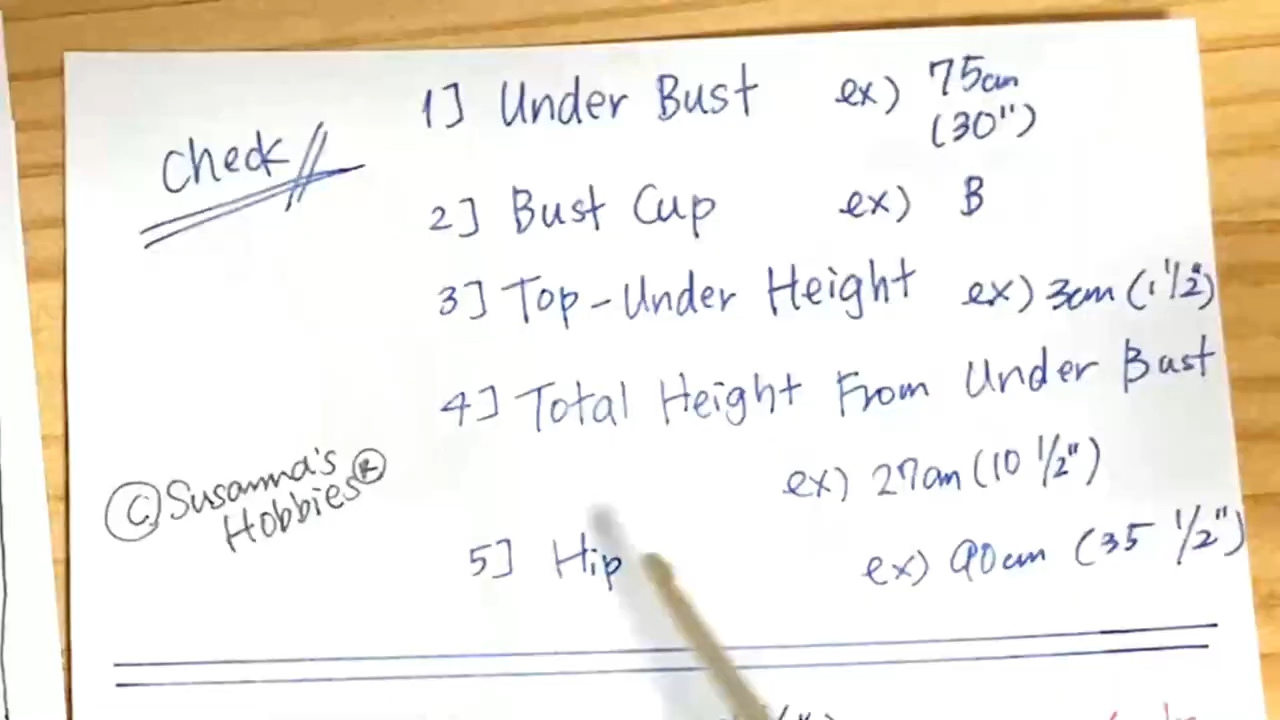 Check
1] Under Bust ex) 75cm
(30")
2] Bust Cup ex) B
3] Top-Under Height ex) 3cm (1 1/2")
4] Total Height From Under Bust
ex) 27cm (10 1/2")
5] Hip ex) 90cm (35 1/2")
© Susanna's
Hobbies ®